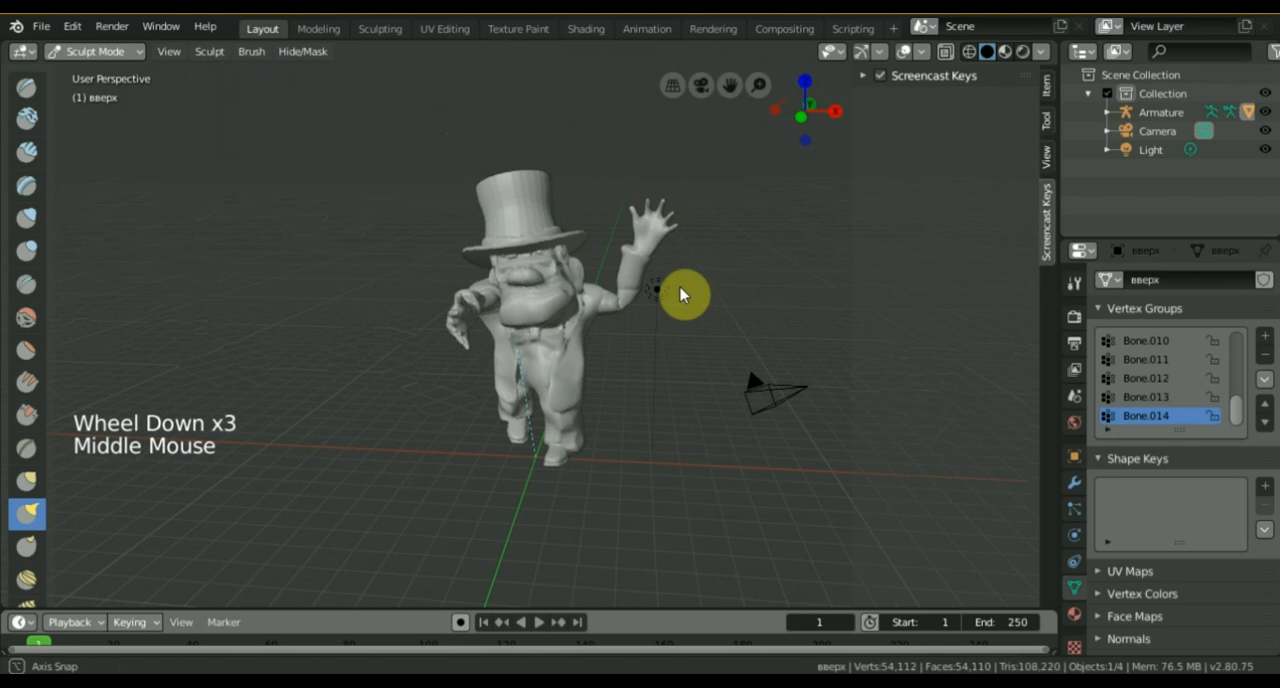 File Edit Render Window Help Layout Modeling Sculpting UV Editing Texture Paint Shading Animation Rendering Compositing Scripting + Scene View Layer
Sculpt Mode View Sculpt Brush Hide/Mask
User Perspective
(1) вверх
Screencast Keys
Item
Tool
View
Screencast Keys
Z
Y
X
Scene Collection
Collection
Armature
Camera
Light
вверх вверх
вверх
Vertex Groups
Bone.010
Bone.011
Bone.012
Bone.013
Bone.014
Shape Keys
UV Maps
Vertex Colors
Face Maps
Normals
Wheel Down x3
Middle Mouse
Playback Keying View Marker 1 Start: 1 End: 250
1
Axis Snap вверх | Verts:54,112 | Faces:54,110 | Tris:108,220 | Objects:1/4 | Mem: 76.5 MB | v2.80.75